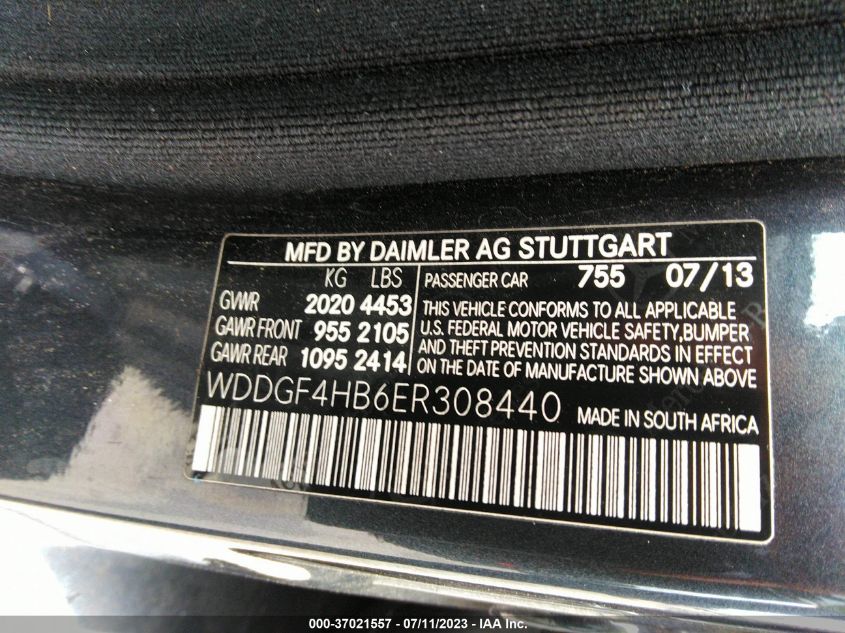 MFD BY DAIMLER AG STUTTGART
KG LBS
GVWR 2020 4453
GAWR FRONT 955 2105
GAWR REAR 1095 2414
PASSENGER CAR 755 07/13
THIS VEHICLE CONFORMS TO ALL APPLICABLE
U.S. FEDERAL MOTOR VEHICLE SAFETY,BUMPER
AND THEFT PREVENTION STANDARDS IN EFFECT
ON THE DATE OF MANUFACTURE SHOWN ABOVE.
WDDGF4HB6ER308440 MADE IN SOUTH AFRICA
000-37021557 / 07/11/2023 - IAA Inc.